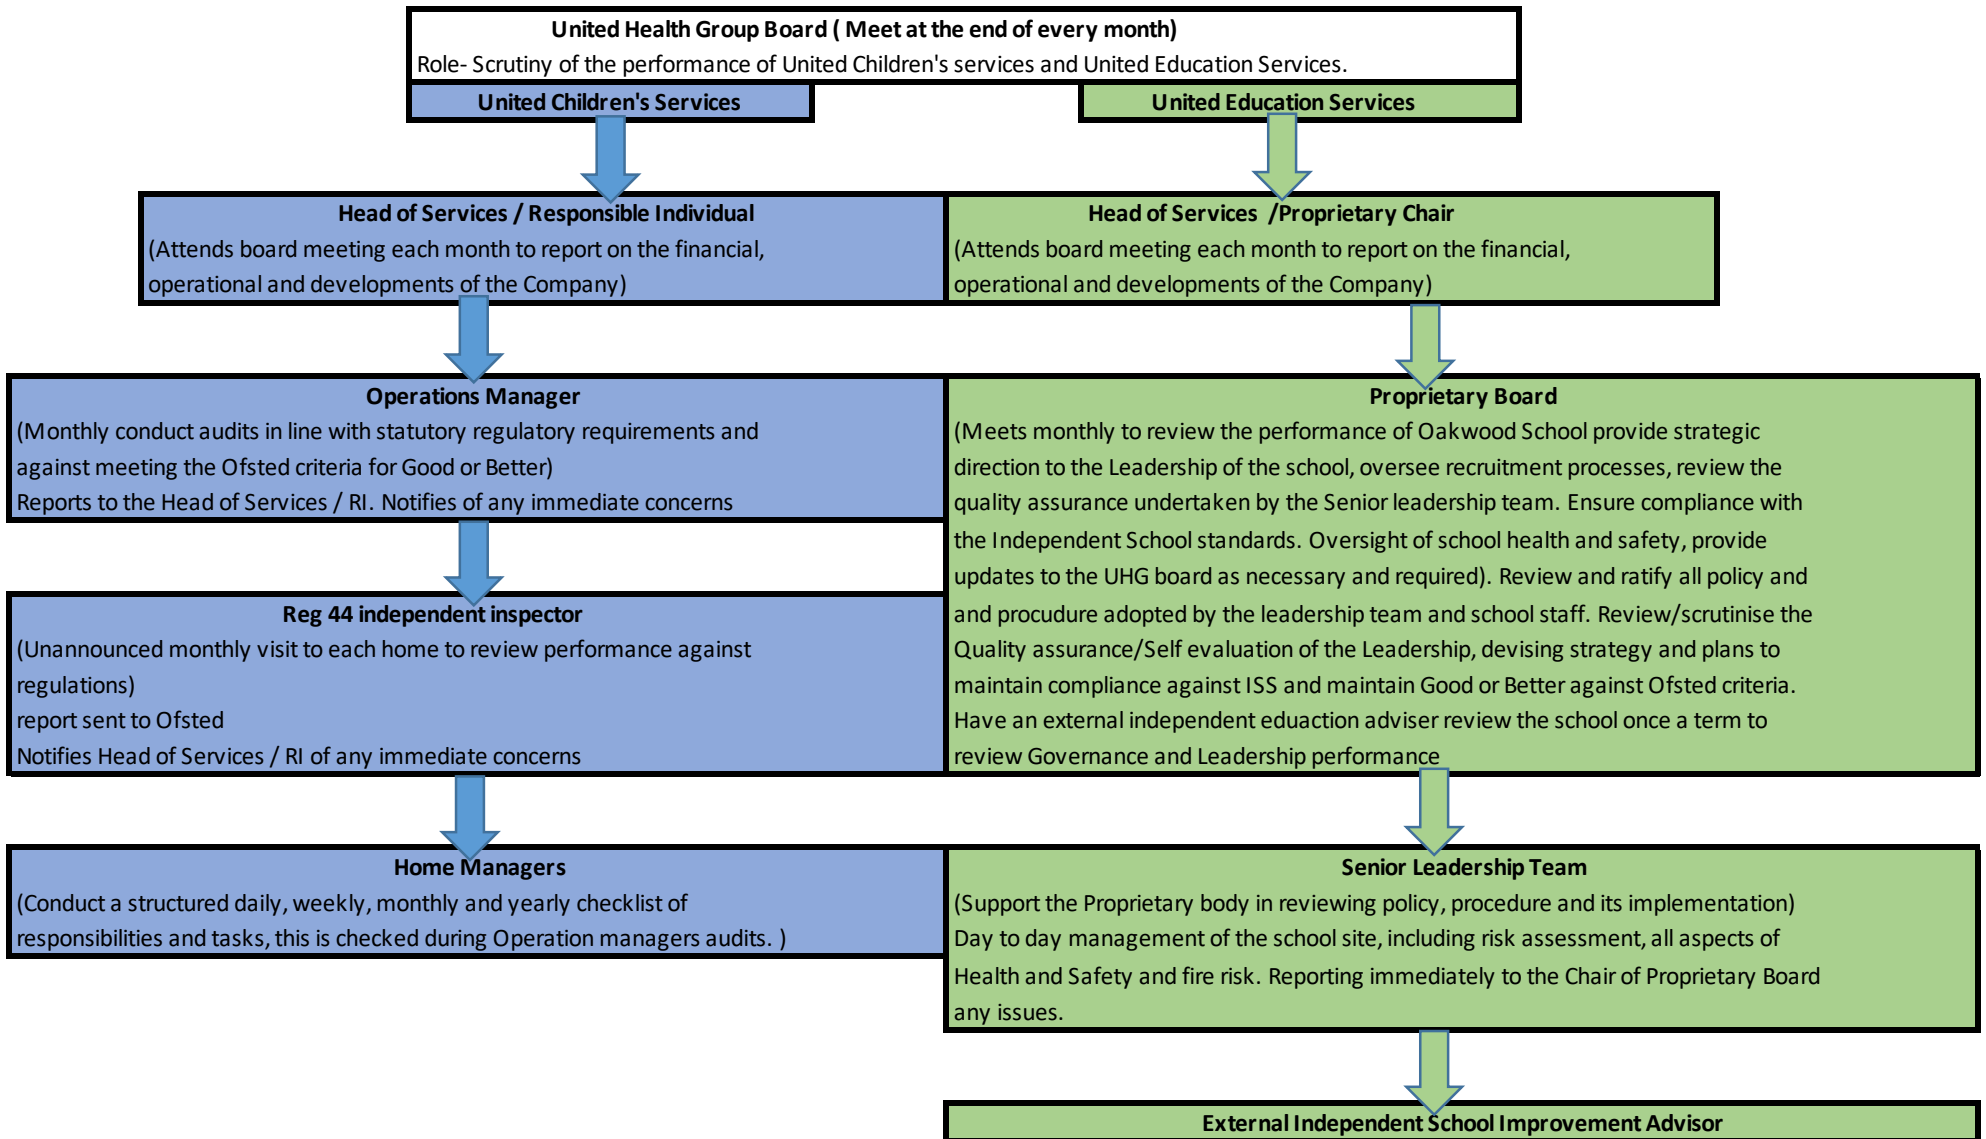 United Health Group Board ( Meet at the end of every month)
Role- Scrutiny of the performance of United Children's services and United Education Services.
United Children's Services
United Education Services
Head of Services / Responsible Individual
(Attends board meeting each month to report on the financial,
operational and developments of the Company)
Head of Services /Proprietary Chair
(Attends board meeting each month to report on the financial,
operational and developments of the Company)
Operations Manager
(Monthly conduct audits in line with statutory regulatory requirements and
against meeting the Ofsted criteria for Good or Better)
Reports to the Head of Services / RI. Notifies of any immediate concerns
Proprietary Board
(Meets monthly to review the performance of Oakwood School provide strategic
direction to the Leadership of the school, oversee recruitment processes, review the
quality assurance undertaken by the Senior leadership team. Ensure compliance with
the Independent School standards. Oversight of school health and safety, provide
updates to the UHG board as necessary and required). Review and ratify all policy and
and procudure adopted by the leadership team and school staff. Review/scrutinise the
Quality assurance/Self evaluation of the Leadership, devising strategy and plans to
maintain compliance against ISS and maintain Good or Better against Ofsted criteria.
Have an external independent eduaction adviser review the school once a term to
review Governance and Leadership performance
Reg 44 independent inspector
(Unannounced monthly visit to each home to review performance against
regulations)
report sent to Ofsted
Notifies Head of Services / RI of any immediate concerns
Home Managers
(Conduct a structured daily, weekly, monthly and yearly checklist of
responsibilities and tasks, this is checked during Operation managers audits. )
Senior Leadership Team
(Support the Proprietary body in reviewing policy, procedure and its implementation)
Day to day management of the school site, including risk assessment, all aspects of
Health and Safety and fire risk. Reporting immediately to the Chair of Proprietary Board
any issues.
External Independent School Improvement Advisor